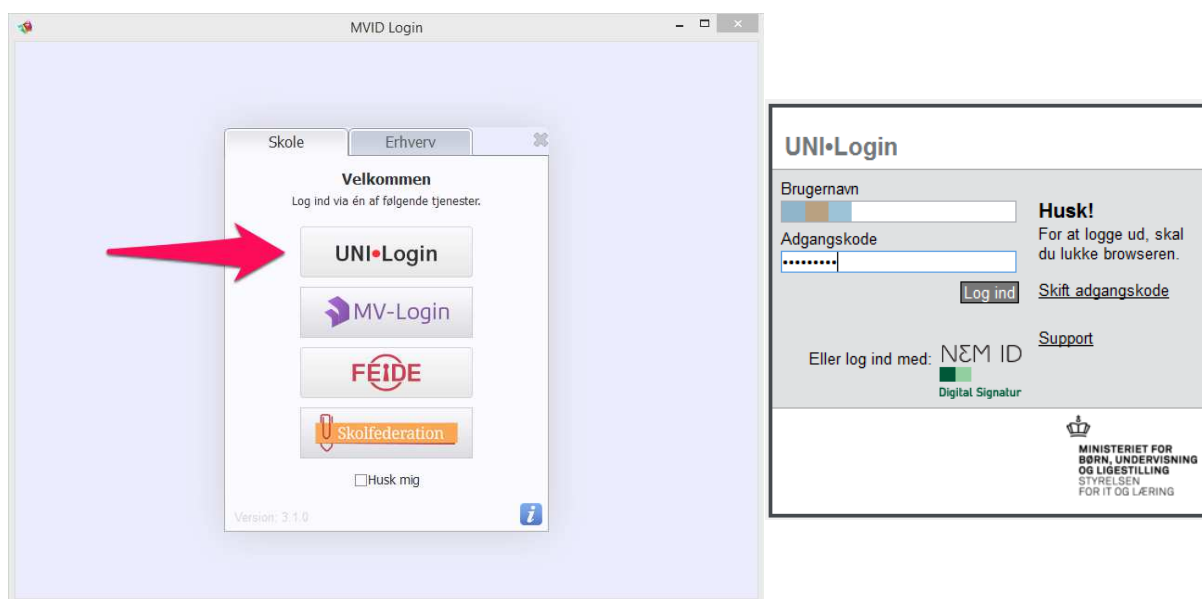 MVID Login
Skole
Erhverv
Velkommen
Log ind via én af følgende tjenester.
UNI•Login
MV-Login
FEIDE
Skolfederation
Husk mig
Version: 3.1.0
i
UNI•Login
Brugernavn
Adgangskode
Log ind
Eller log ind med:
NEM ID
Digital Signatur
Husk!
For at logge ud, skal
du lukke browseren.
Skift adgangskode
Support
MINISTERIET FOR
BØRN, UNDERVISNING
OG LIGESTILLING
STYRELSEN
FOR IT OG LÆRING